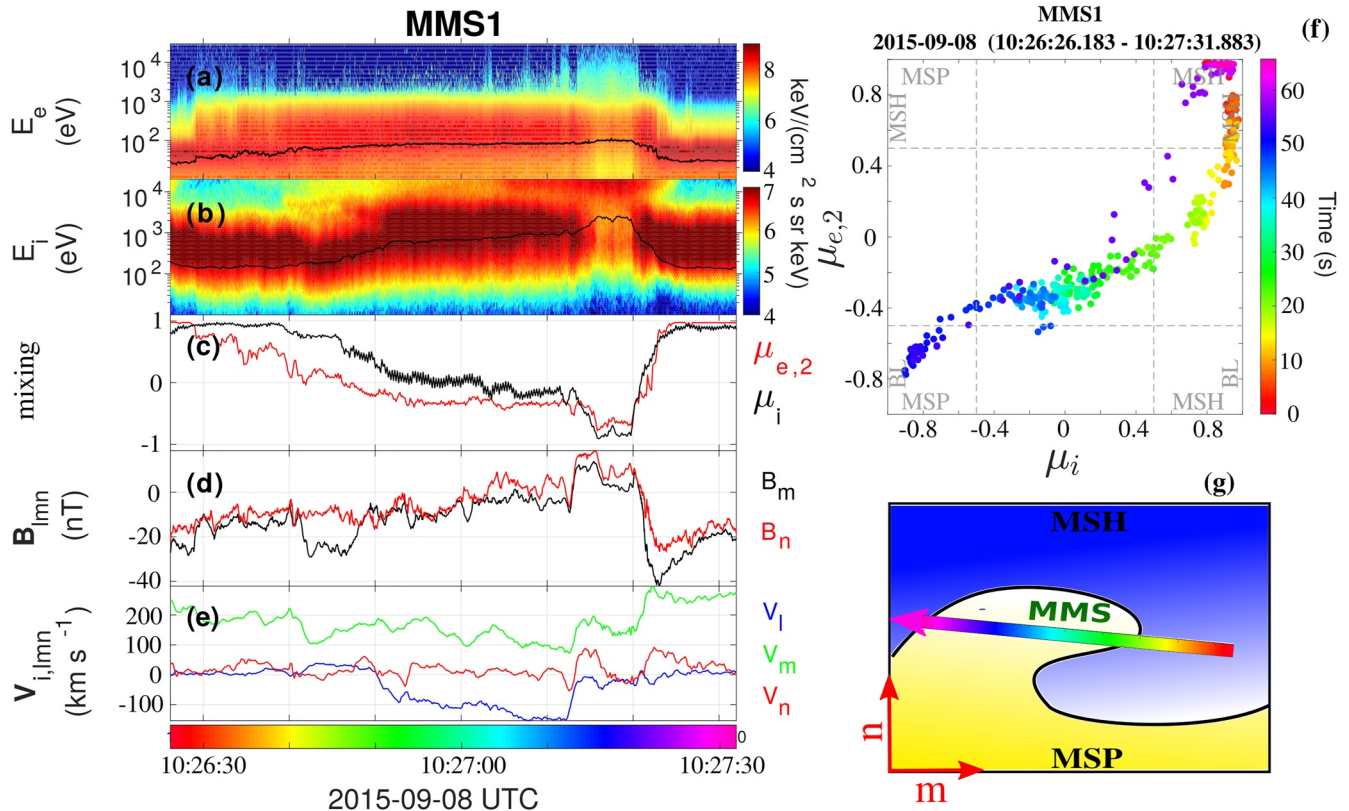 MMS1
(a)
E_e
(eV)
10^4
10^3
10^2
8
6
4
keV/(cm^2 s sr keV)
(b)
E_i
(eV)
10^4
10^3
10^2
7
6
5
4
(c)
mixing
1
0
-1
μ_e,2
μ_i
(d)
B_lmn
(nT)
0
-20
-40
B_m
B_n
(e)
V_i,lmn
(km s^-1)
200
100
0
-100
V_l
V_m
V_n
0
10:26:30
10:27:00
10:27:30
2015-09-08 UTC
MMS1
(f)
2015-09-08 (10:26:26.183 - 10:27:31.883)
MSP
MSP
MSH
MSH
BL
BL
MSP
MSH
0.8
0.4
0
-0.4
-0.8
μ_e,2
-0.8
-0.4
0
0.4
0.8
μ_i
60
50
40
30
20
10
0
Time (s)
(g)
MSH
MMS
MSP
n
m